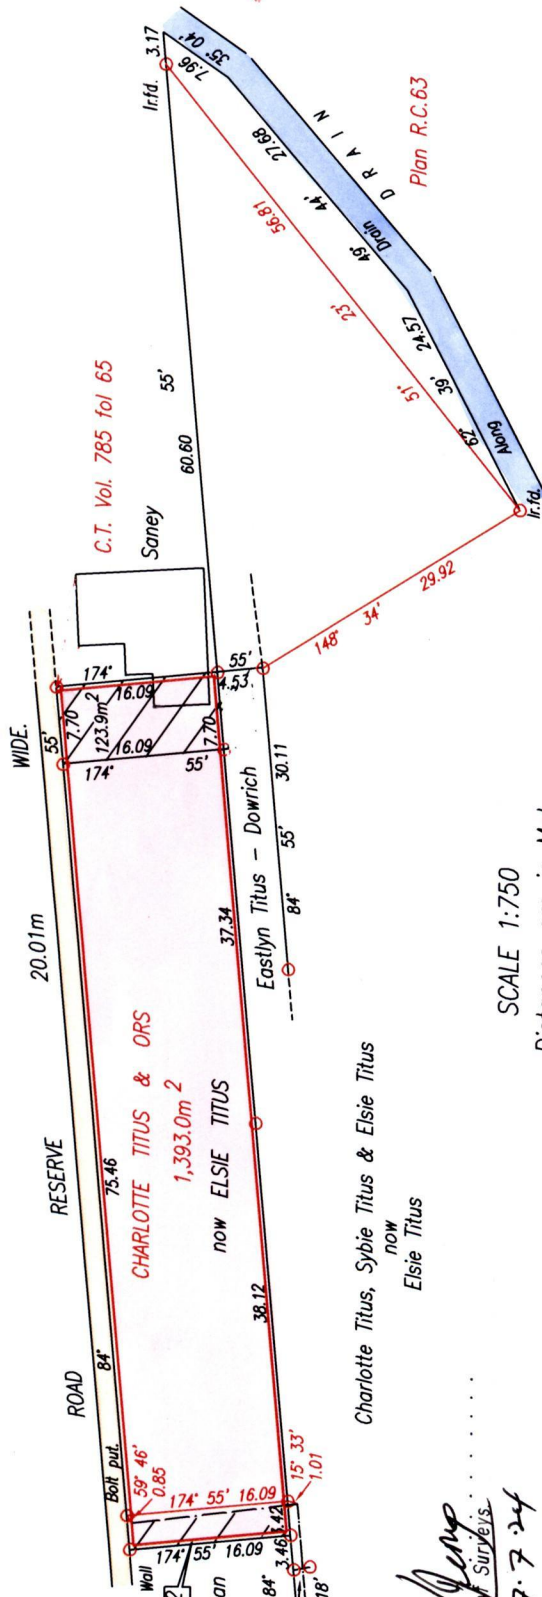 ROAD RESERVE 20.01m WIDE.
Bolt put.
84° 75.46 55'
59° 46'
0.85
7.70
123.9m²
174°
16.09
174° 16.09 55'
7.70
4.53
55'
C.T. Vol. 785 fol 65
Saney
60.60 55'
Ir.fd.
3.17
7.96 35° 04'
27.68
44'
49°
DRAIN
Along Drain
Plan R.C.63
56.81
23'
51°
24.57
39'
62°
Ir.fd.
148° 34' 29.92
CHARLOTTE TITUS & ORS
1,393.0m²
now ELSIE TITUS
37.34
38.12
Eastlyn Titus - Dowrich
84° 55' 30.11
174° 55' 16.09
174° 55' 16.09
Wall
3.42
3.46
15° 33'
1.01
84°
18'
Charlotte Titus, Sybie Titus & Elsie Titus
now
Elsie Titus
SCALE 1:750
Surveys.